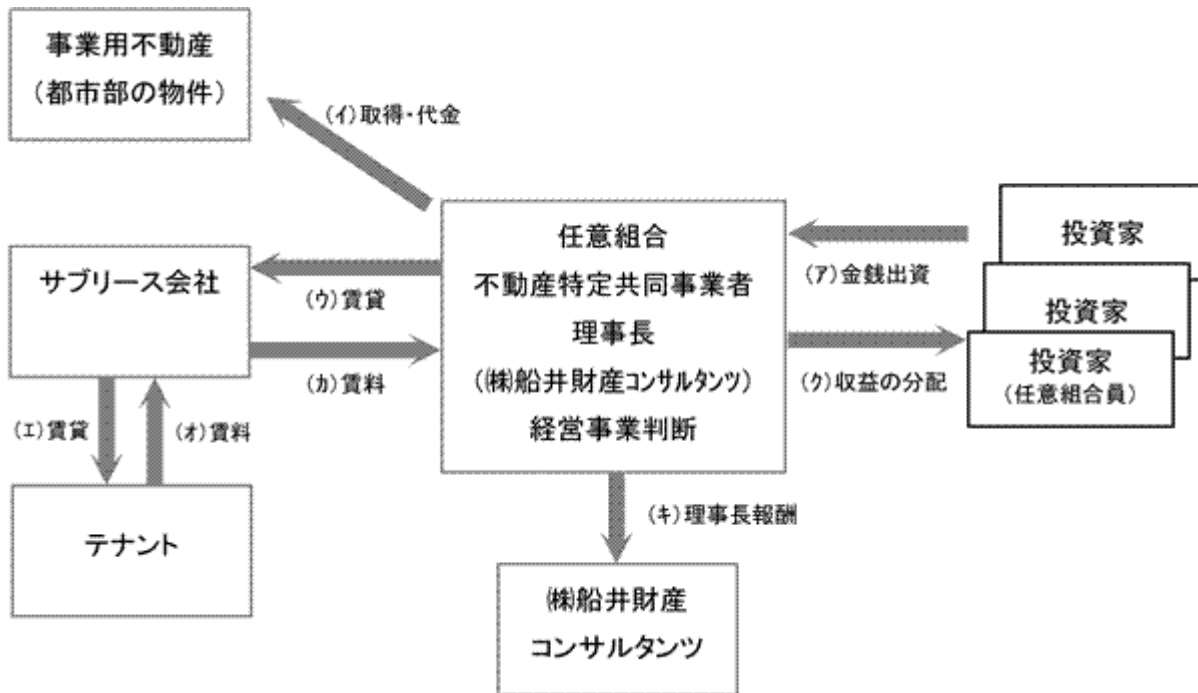 事業用不動産
（都市部の物件）
(イ)取得・代金
任意組合
不動産特定共同事業者
理事長
（㈱船井財産ｺﾝｻﾙﾀﾝﾂ）
経営事業判断
サブリース会社
(ウ)賃貸
(カ)賃料
(エ)賃貸
(オ)賃料
テナント
(ア)金銭出資
(ク)収益の分配
投資家
投資家
投資家
（任意組合員）
(キ)理事長報酬
㈱船井財産
コンサルタンツ